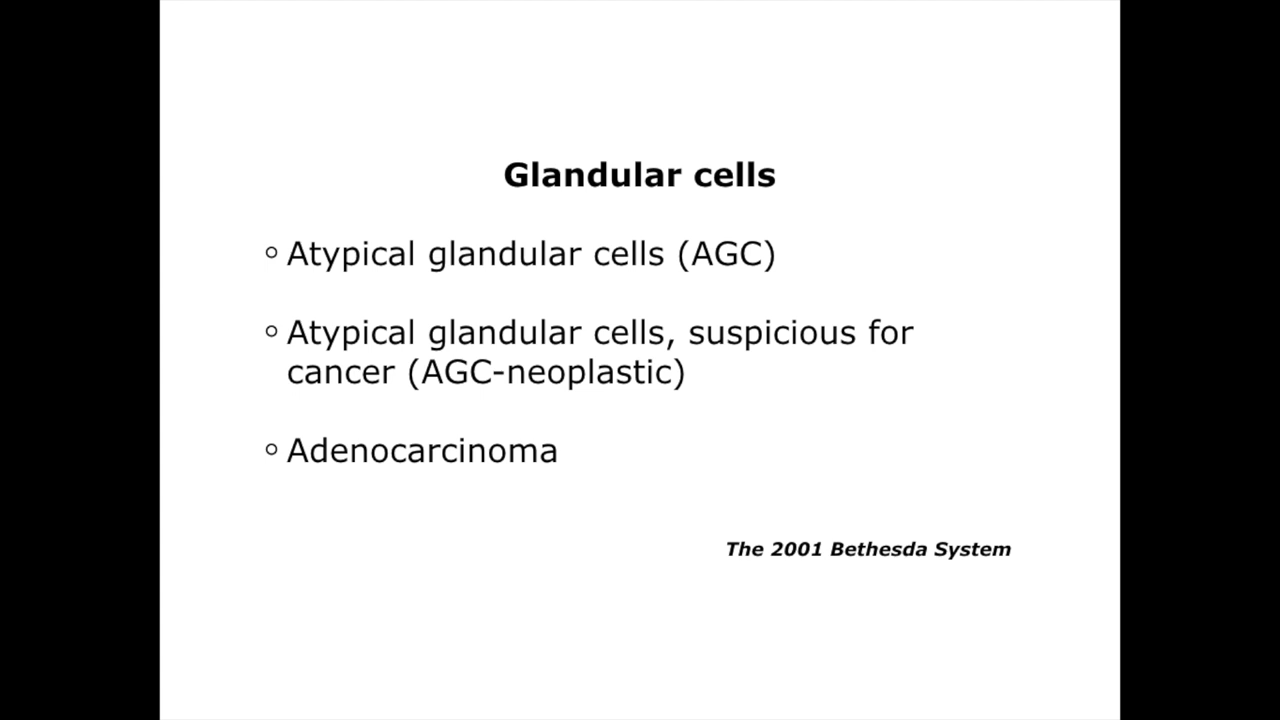 Glandular cells
◦ Atypical glandular cells (AGC)
◦ Atypical glandular cells, suspicious for
cancer (AGC-neoplastic)
◦ Adenocarcinoma
The 2001 Bethesda System